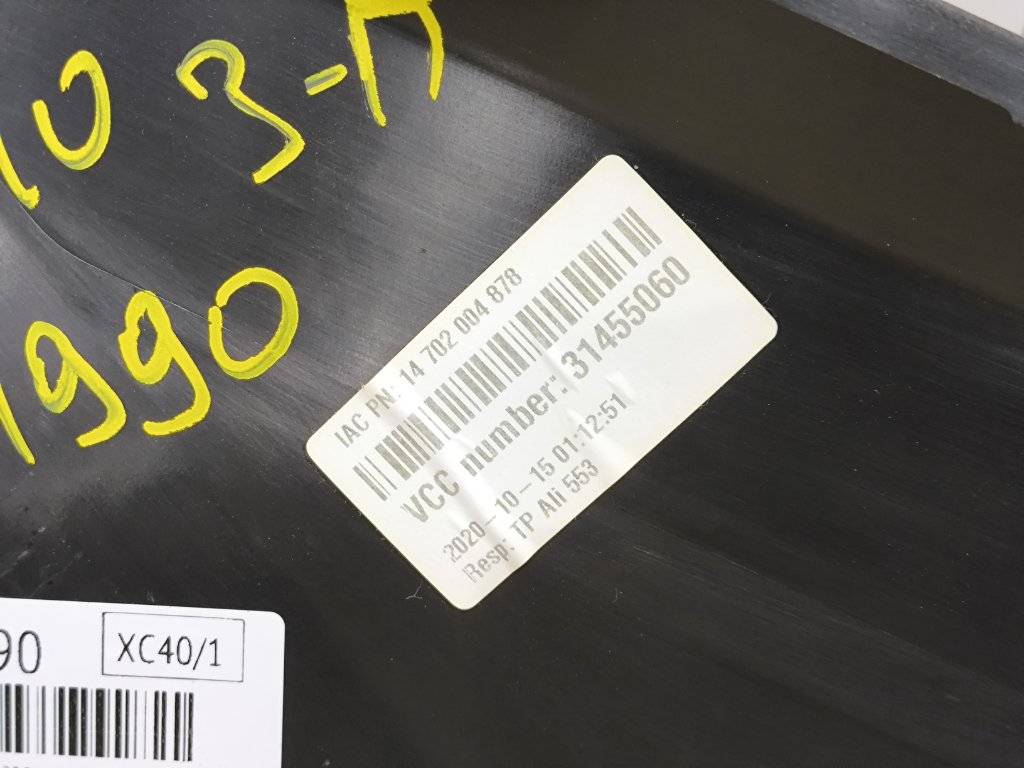 103-П
1990
IAC PN: 14 702 004 878
VCC number: 31455060
2020-10-15 01:12:51
Resp: TP Ali 553
90
XC40/1